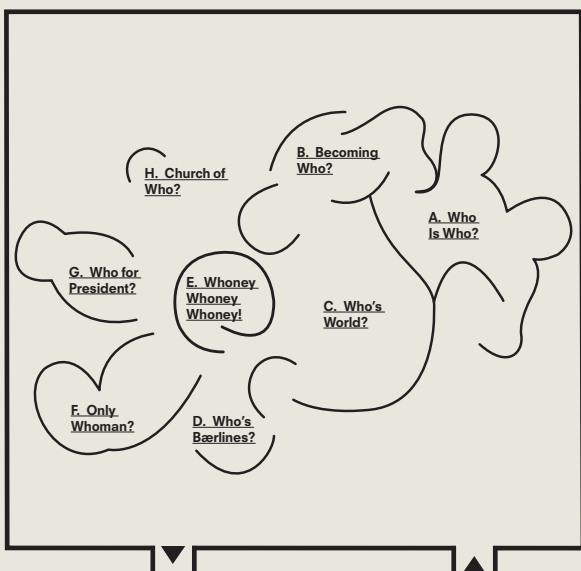 H. Church of
Who?
B. Becoming
Who?
A. Who
Is Who?
G. Who for
President?
E. Whoney
Whoney
Whoney!
C. Who's
World?
F. Only
Whoman?
D. Who's
Bærlines?